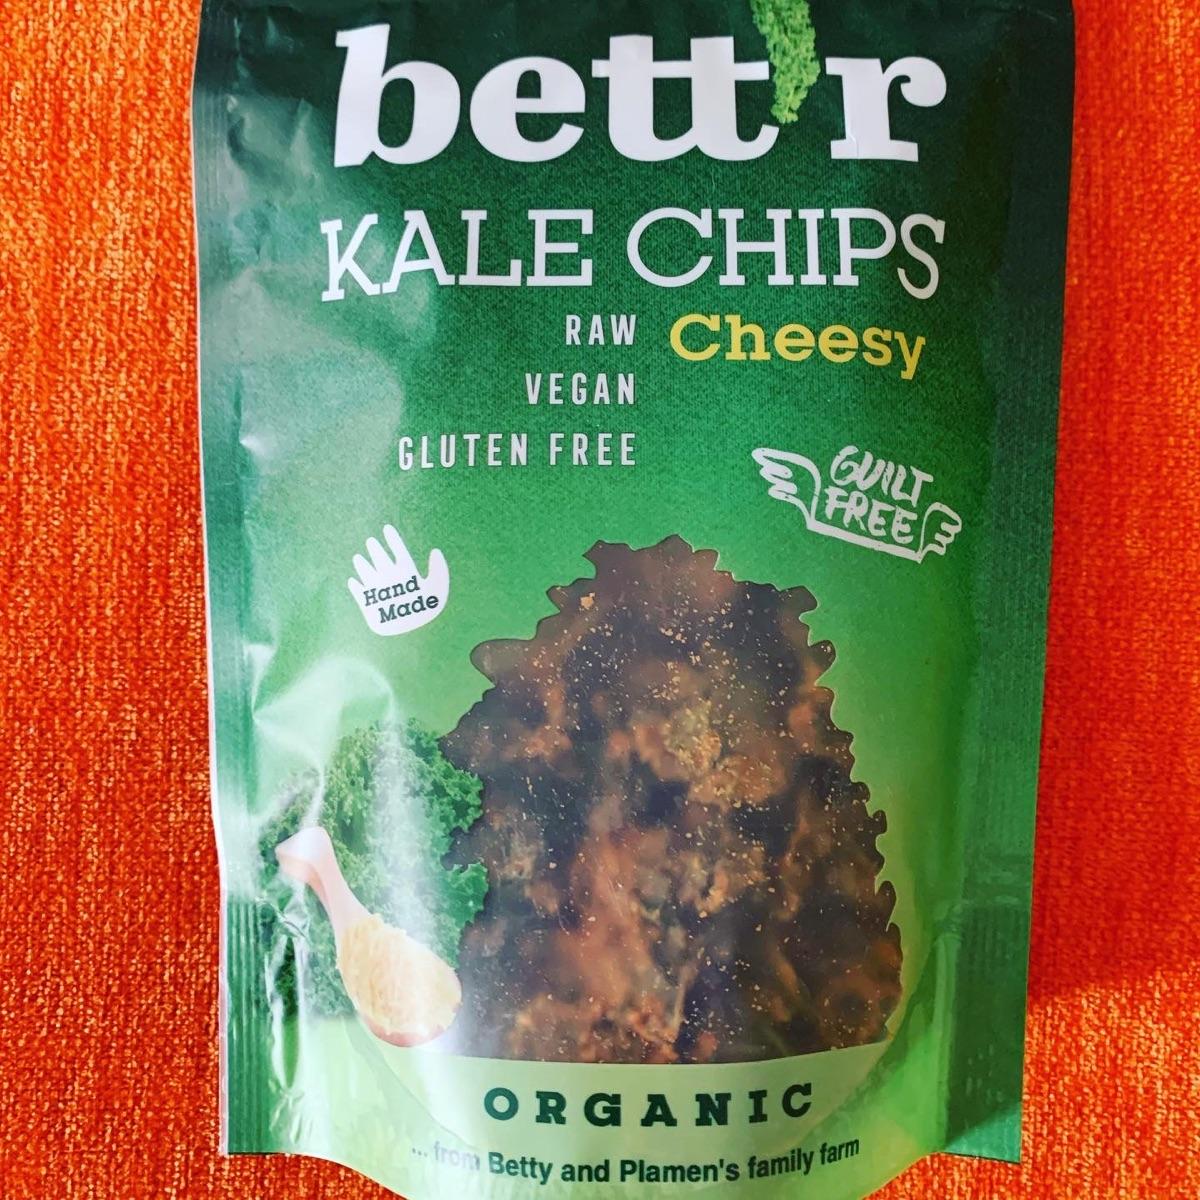 bett'r
KALE CHIPS
RAW
Cheesy
VEGAN
GLUTEN FREE
GUILT
FREE
Hand
Made
ORGANIC
... from Betty and Plamen's family farm